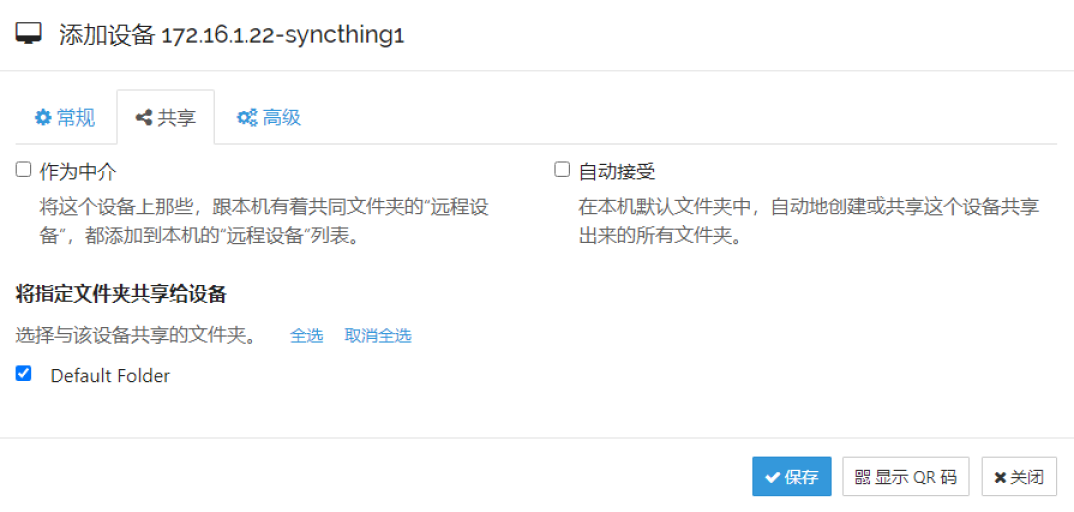 添加设备 172.16.1.22-syncthing1
常规 共享 高级
作为中介 自动接受
将这个设备上那些，跟本机有着共同文件夹的“远程设 在本机默认文件夹中，自动地创建或共享这个设备共享
备”，都添加到本机的“远程设备”列表。 出来的所有文件夹。
将指定文件夹共享给设备
选择与该设备共享的文件夹。 全选 取消全选
Default Folder
保存 显示 QR 码 关闭